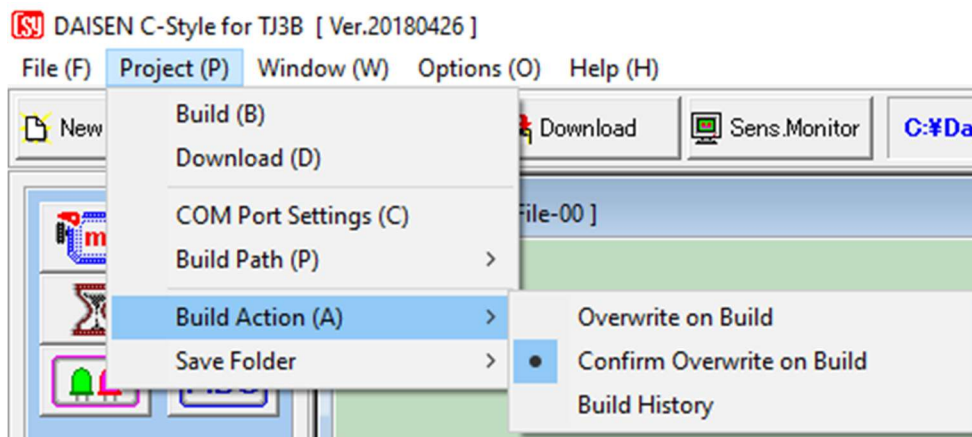 DAISEN C-Style for TJ3B [ Ver.20180426 ]
File (F) Project (P) Window (W) Options (O) Help (H)
New Download Sens.Monitor C:¥Da
Build (B)
Download (D)
COM Port Settings (C)
File-00 ]
Build Path (P)
Build Action (A)
Save Folder
Overwrite on Build
Confirm Overwrite on Build
Build History